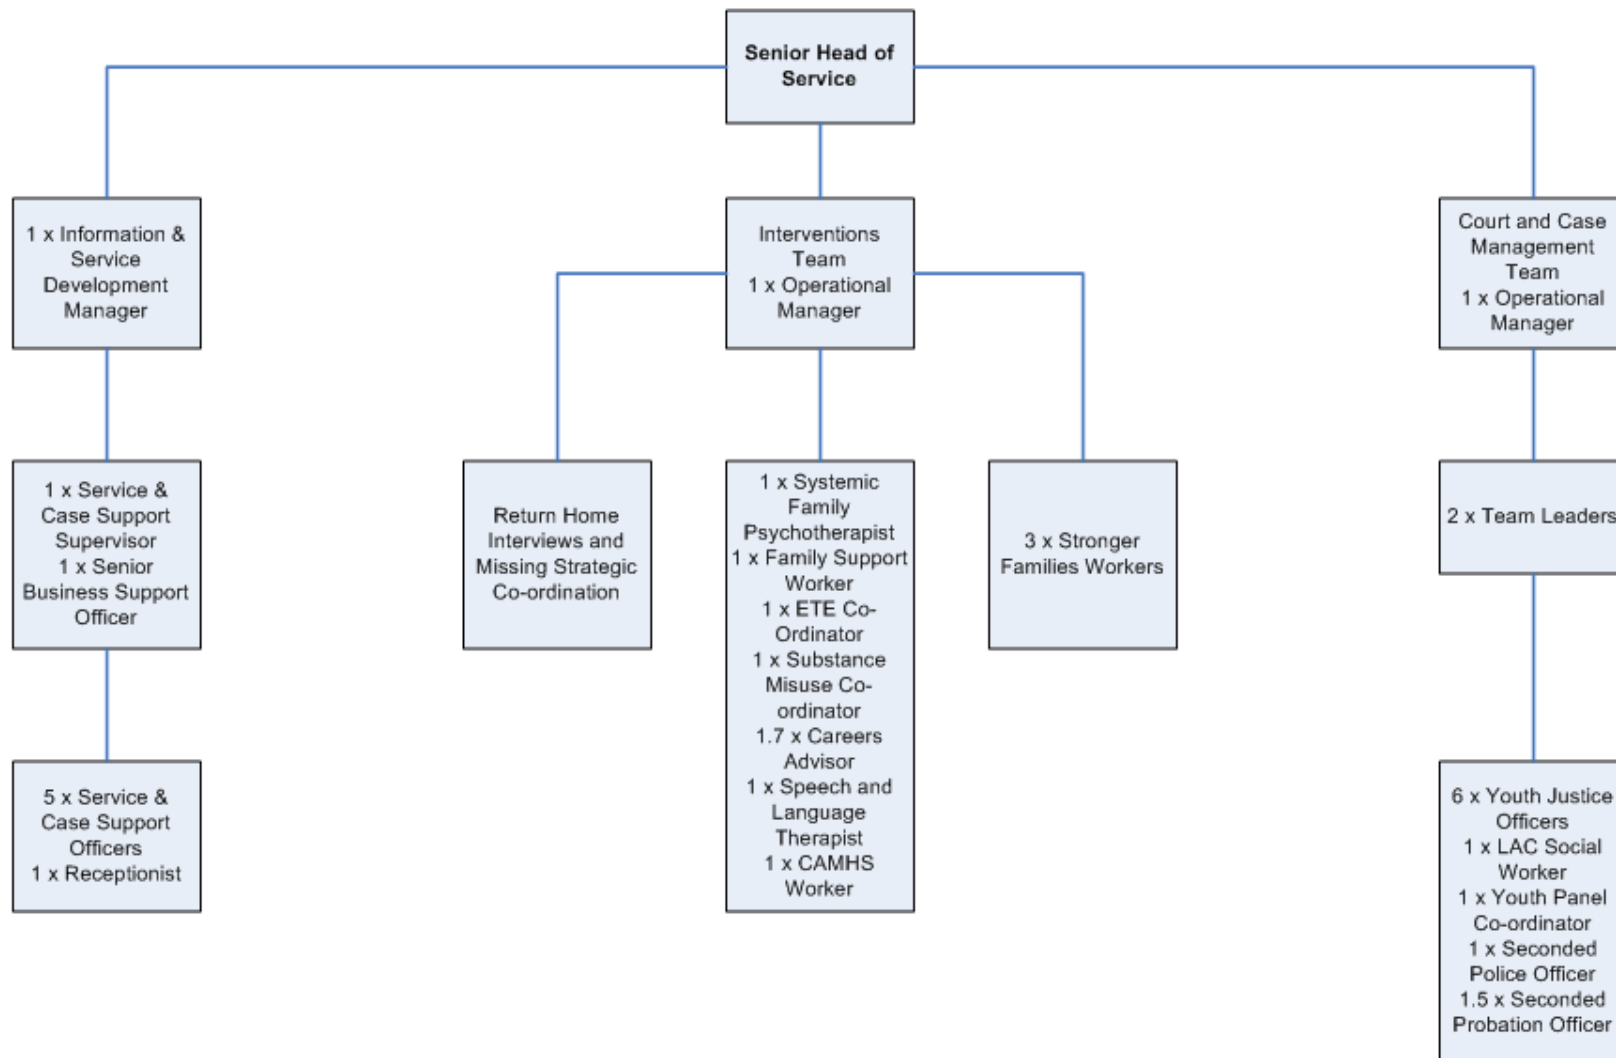 Senior Head of
Service
1 x Information &
Service
Development
Manager
Interventions
Team
1 x Operational
Manager
Court and Case
Management
Team
1 x Operational
Manager
1 x Service &
Case Support
Supervisor
1 x Senior
Business Support
Officer
Return Home
Interviews and
Missing Strategic
Co-ordination
1 x Systemic
Family
Psychotherapist
1 x Family Support
Worker
1 x ETE Co-
Ordinator
1 x Substance
Misuse Co-
ordinator
1.7 x Careers
Advisor
1 x Speech and
Language
Therapist
1 x CAMHS
Worker
3 x Stronger
Families Workers
2 x Team Leaders
5 x Service &
Case Support
Officers
1 x Receptionist
6 x Youth Justice
Officers
1 x LAC Social
Worker
1 x Youth Panel
Co-ordinator
1 x Seconded
Police Officer
1.5 x Seconded
Probation Officer